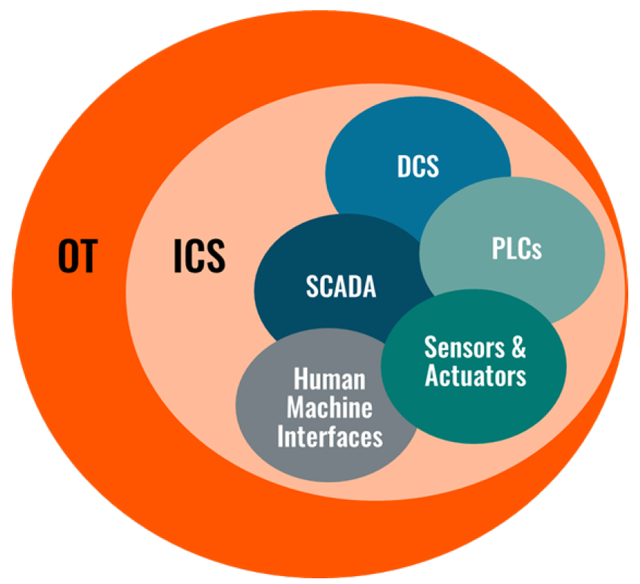 OT
ICS
DCS
PLCs
SCADA
Sensors &
Actuators
Human
Machine
Interfaces